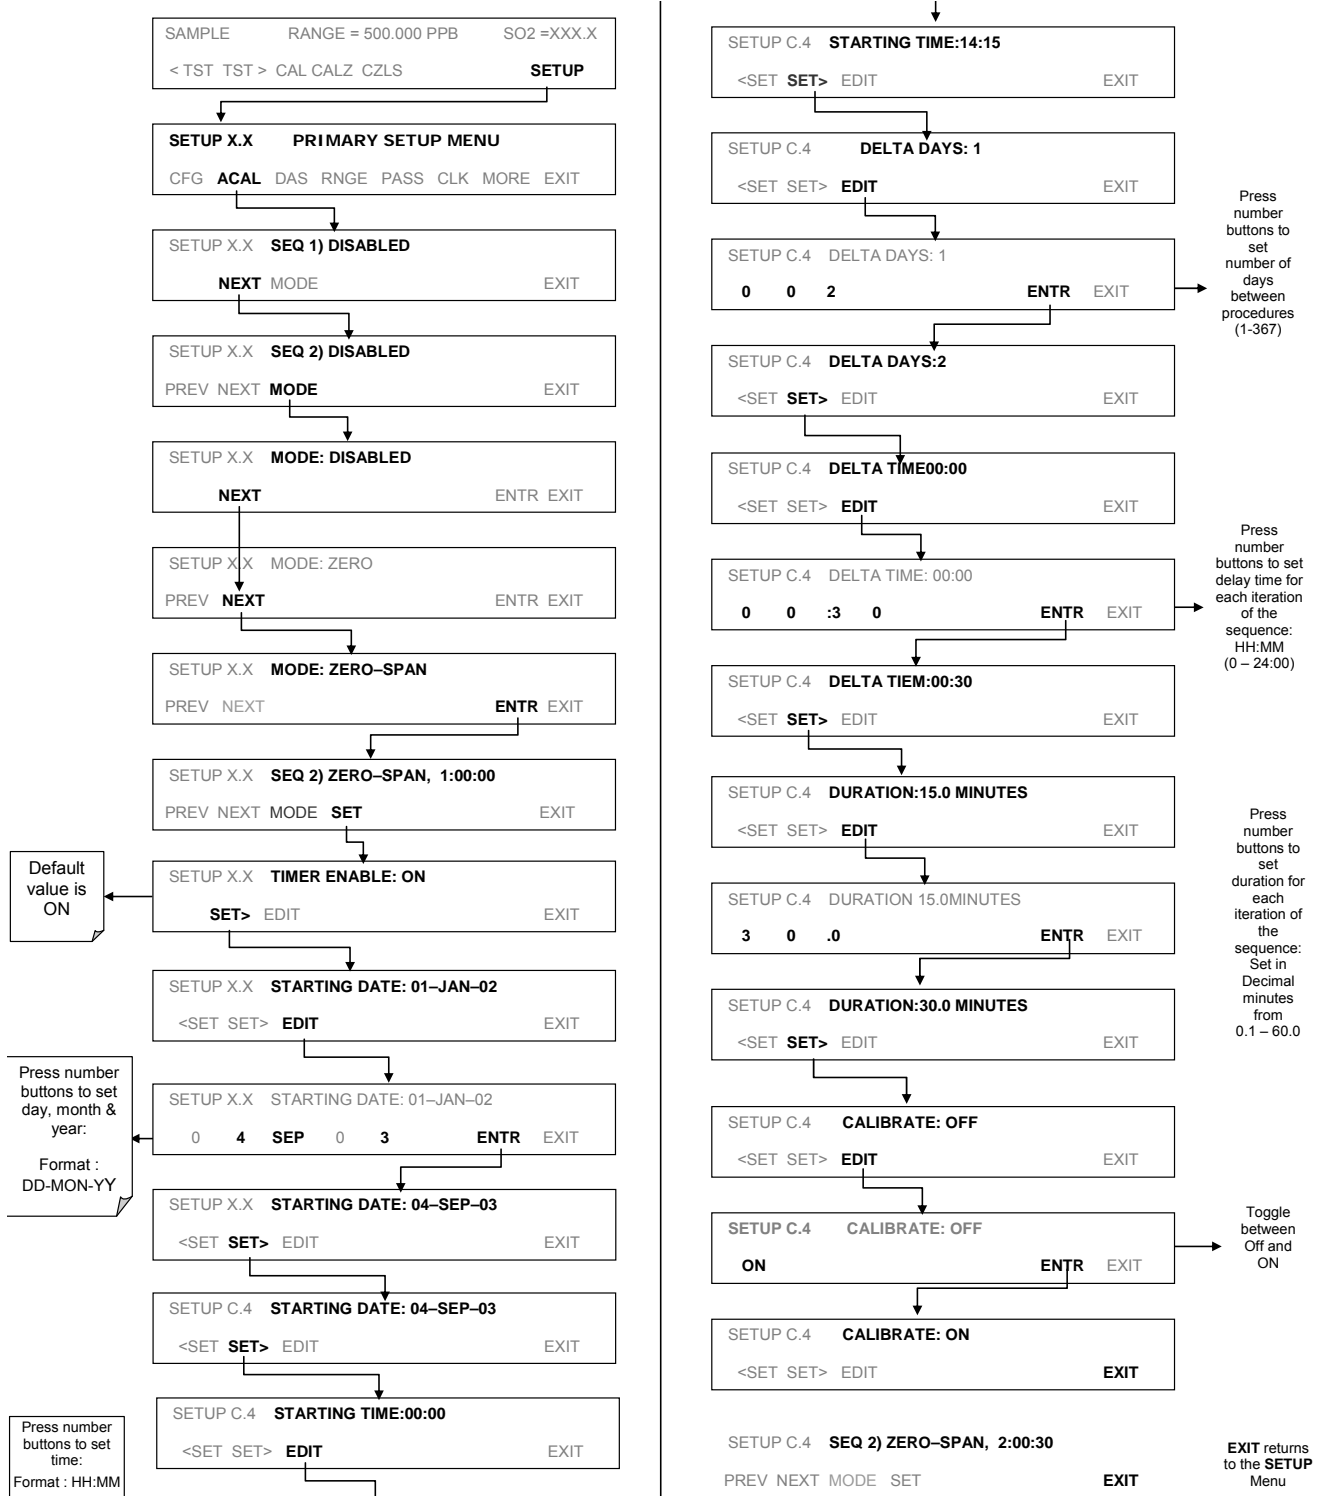 SAMPLE RANGE = 500.000 PPB SO2 =XXX.X
< TST TST > CAL CALZ CZLS SETUP
SETUP X.X PRIMARY SETUP MENU
CFG ACAL DAS RNGE PASS CLK MORE EXIT
SETUP X.X SEQ 1) DISABLED
NEXT MODE EXIT
SETUP X.X SEQ 2) DISABLED
PREV NEXT MODE EXIT
SETUP X.X MODE: DISABLED
NEXT ENTR EXIT
SETUP X.X MODE: ZERO
PREV NEXT ENTR EXIT
SETUP X.X MODE: ZERO–SPAN
PREV NEXT ENTR EXIT
SETUP X.X SEQ 2) ZERO–SPAN, 1:00:00
PREV NEXT MODE SET EXIT
Default
value is
ON
SETUP X.X TIMER ENABLE: ON
SET> EDIT EXIT
SETUP X.X STARTING DATE: 01–JAN–02
<SET SET> EDIT EXIT
Press number
buttons to set
day, month &
year:
Format :
DD-MON-YY
SETUP X.X STARTING DATE: 01–JAN–02
0 4 SEP 0 3 ENTR EXIT
SETUP X.X STARTING DATE: 04–SEP–03
<SET SET> EDIT EXIT
SETUP C.4 STARTING DATE: 04–SEP–03
<SET SET> EDIT EXIT
Press number
buttons to set
time:
Format : HH:MM
SETUP C.4 STARTING TIME:00:00
<SET SET> EDIT EXIT
SETUP C.4 STARTING TIME:14:15
<SET SET> EDIT EXIT
SETUP C.4 DELTA DAYS: 1
<SET SET> EDIT EXIT
SETUP C.4 DELTA DAYS: 1
0 0 2 ENTR EXIT
Press
number
buttons to
set
number of
days
between
procedures
(1-367)
SETUP C.4 DELTA DAYS:2
<SET SET> EDIT EXIT
SETUP C.4 DELTA TIME00:00
<SET SET> EDIT EXIT
SETUP C.4 DELTA TIME: 00:00
0 0 :3 0 ENTR EXIT
Press
number
buttons to set
delay time for
each iteration
of the
sequence:
HH:MM
(0 – 24:00)
SETUP C.4 DELTA TIEM:00:30
<SET SET> EDIT EXIT
SETUP C.4 DURATION:15.0 MINUTES
<SET SET> EDIT EXIT
SETUP C.4 DURATION 15.0MINUTES
3 0 .0 ENTR EXIT
Press
number
buttons to
set
duration for
each
iteration of
the
sequence:
Set in
Decimal
minutes
from
0.1 – 60.0
SETUP C.4 DURATION:30.0 MINUTES
<SET SET> EDIT EXIT
SETUP C.4 CALIBRATE: OFF
<SET SET> EDIT EXIT
SETUP C.4 CALIBRATE: OFF
ON ENTR EXIT
Toggle
between
Off and
ON
SETUP C.4 CALIBRATE: ON
<SET SET> EDIT EXIT
SETUP C.4 SEQ 2) ZERO–SPAN, 2:00:30
PREV NEXT MODE SET EXIT
EXIT returns
to the SETUP
Menu